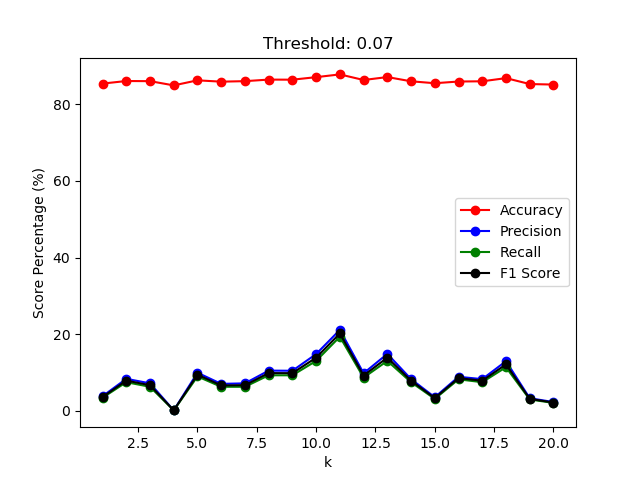 Threshold: 0.07
Score Percentage (%)
80
60
40
20
0
Accuracy
Precision
Recall
F1 Score
2.5 5.0 7.5 10.0 12.5 15.0 17.5 20.0
k